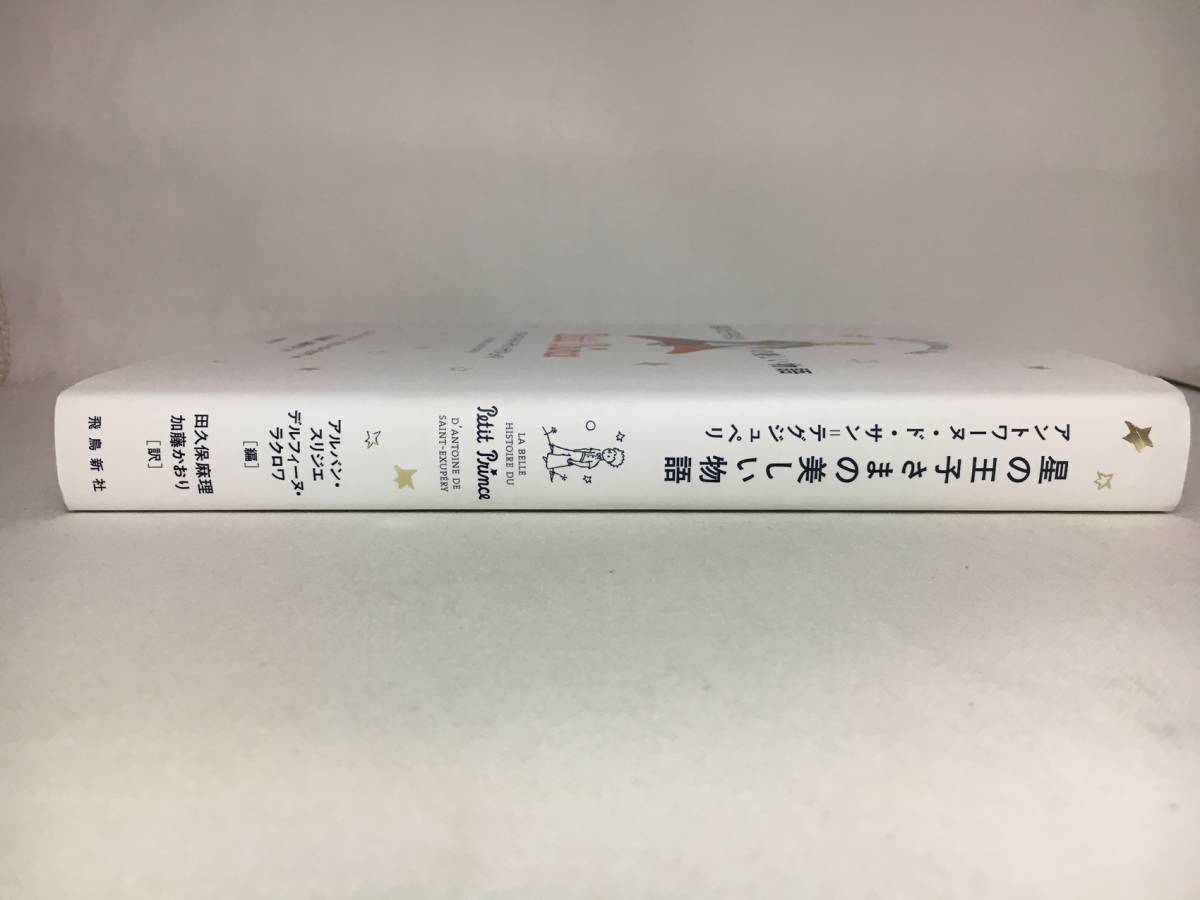 アントワーヌ・ド・サン=テグジュペリ
星の王子さまの美しい物語
LA BELLE
HISTOIRE DU
Petit Prince
D'ANTOINE DE
SAINT-EXUPÉRY
アルバン・
スリジエ
デルフィーヌ・
ラクロワ
[編]
田久保麻理
加藤かおり
[訳]
飛鳥新社